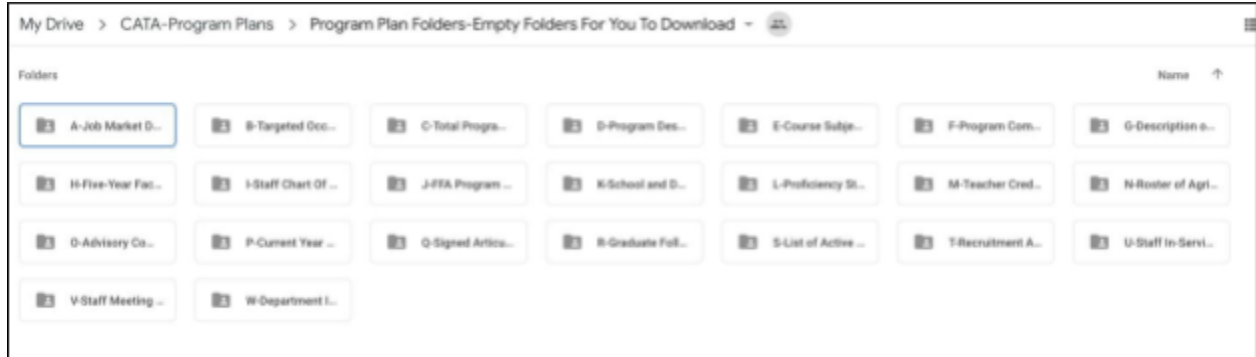 My Drive > CATA-Program Plans > Program Plan Folders-Empty Folders For You To Download
Folders Name
A-Job Market D... B-Targeted Occ... C-Total Progra... D-Program Des... E-Course Subje... F-Program Com... G-Description o...
H-Five-Year Fac... I-Staff Chart Of ... J-FFA Program ... K-School and D... L-Proficiency St... M-Teacher Cred... N-Roster of Agri...
O-Advisory Co... P-Current Year ... Q-Signed Articu... R-Graduate Foll... S-List of Active ... T-Recruitment A... U-Staff In-Servi...
V-Staff Meeting ... W-Department I...